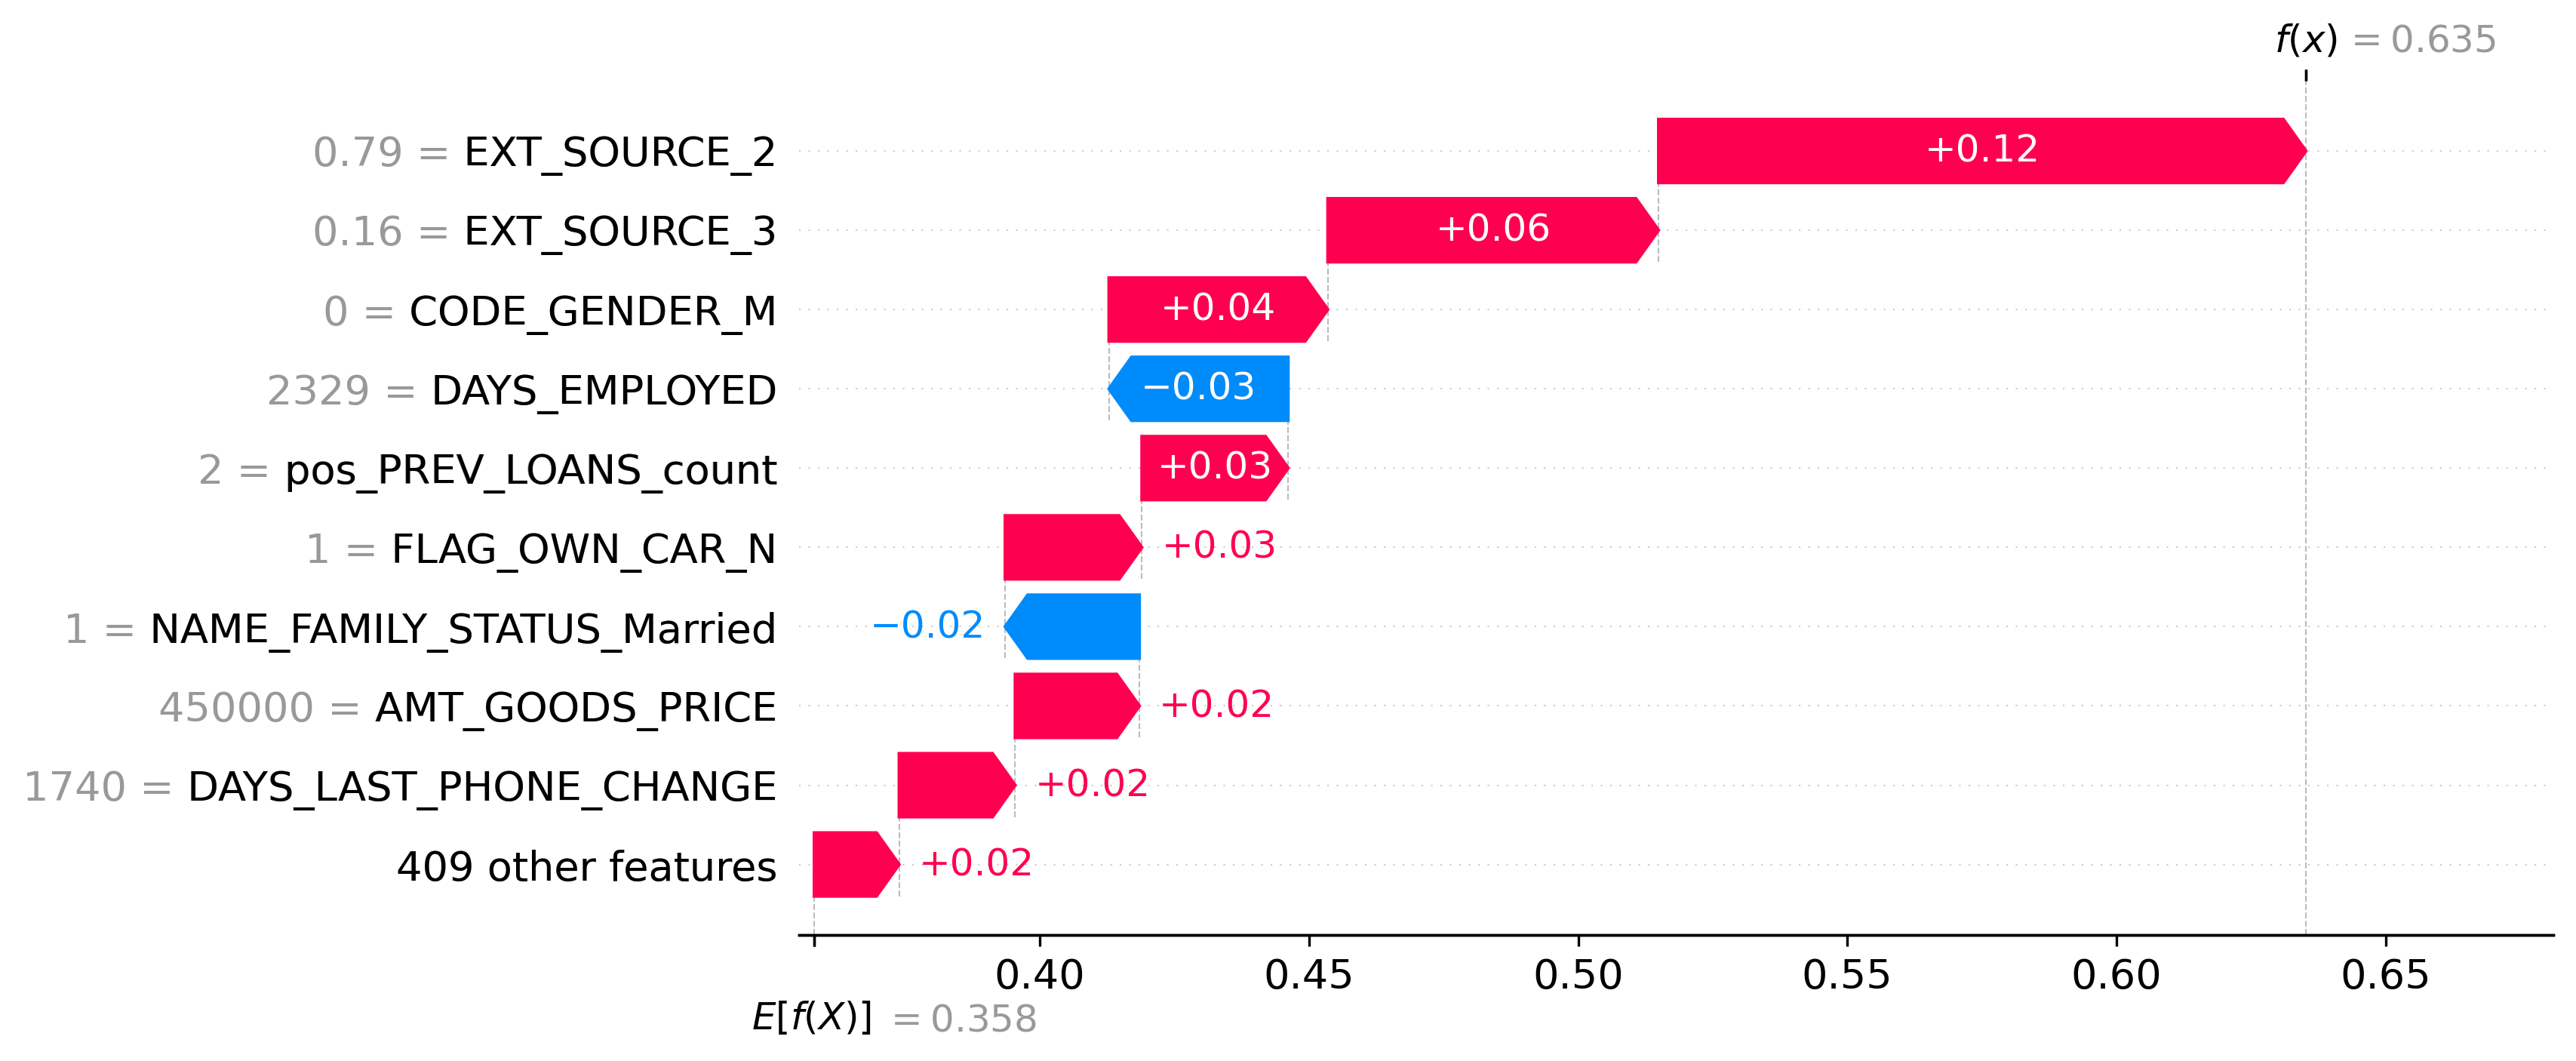 f(x) = 0.635
0.79 = EXT_SOURCE_2 +0.12
0.16 = EXT_SOURCE_3 +0.06
0 = CODE_GENDER_M +0.04
2329 = DAYS_EMPLOYED −0.03
2 = pos_PREV_LOANS_count +0.03
1 = FLAG_OWN_CAR_N +0.03
1 = NAME_FAMILY_STATUS_Married −0.02
450000 = AMT_GOODS_PRICE +0.02
1740 = DAYS_LAST_PHONE_CHANGE +0.02
409 other features +0.02
0.40 0.45 0.50 0.55 0.60 0.65
E[f(X)] = 0.358